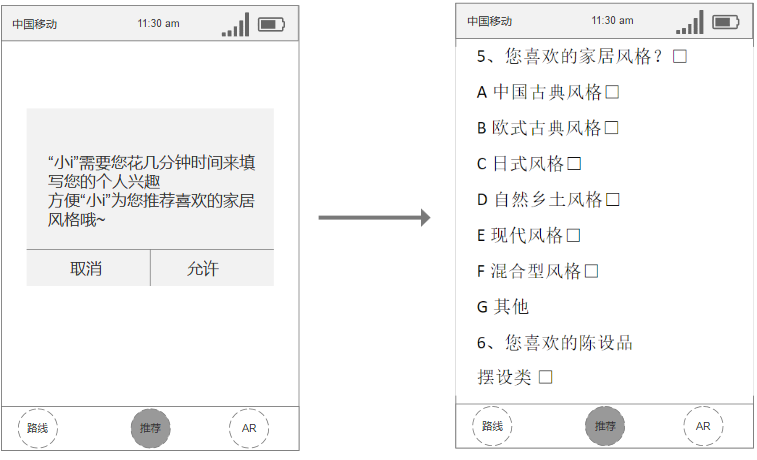 中国移动 11:30 am
“小i”需要您花几分钟时间来填
写您的个人兴趣
方便“小i”为您推荐喜欢的家居
风格哦~
取消 允许
路线 推荐 AR
中国移动 11:30 am
5、您喜欢的家居风格？□
A 中国古典风格□
B 欧式古典风格□
C 日式风格□
D 自然乡土风格□
E 现代风格□
F 混合型风格□
G 其他
6、您喜欢的陈设品
摆设类 □
路线 推荐 AR